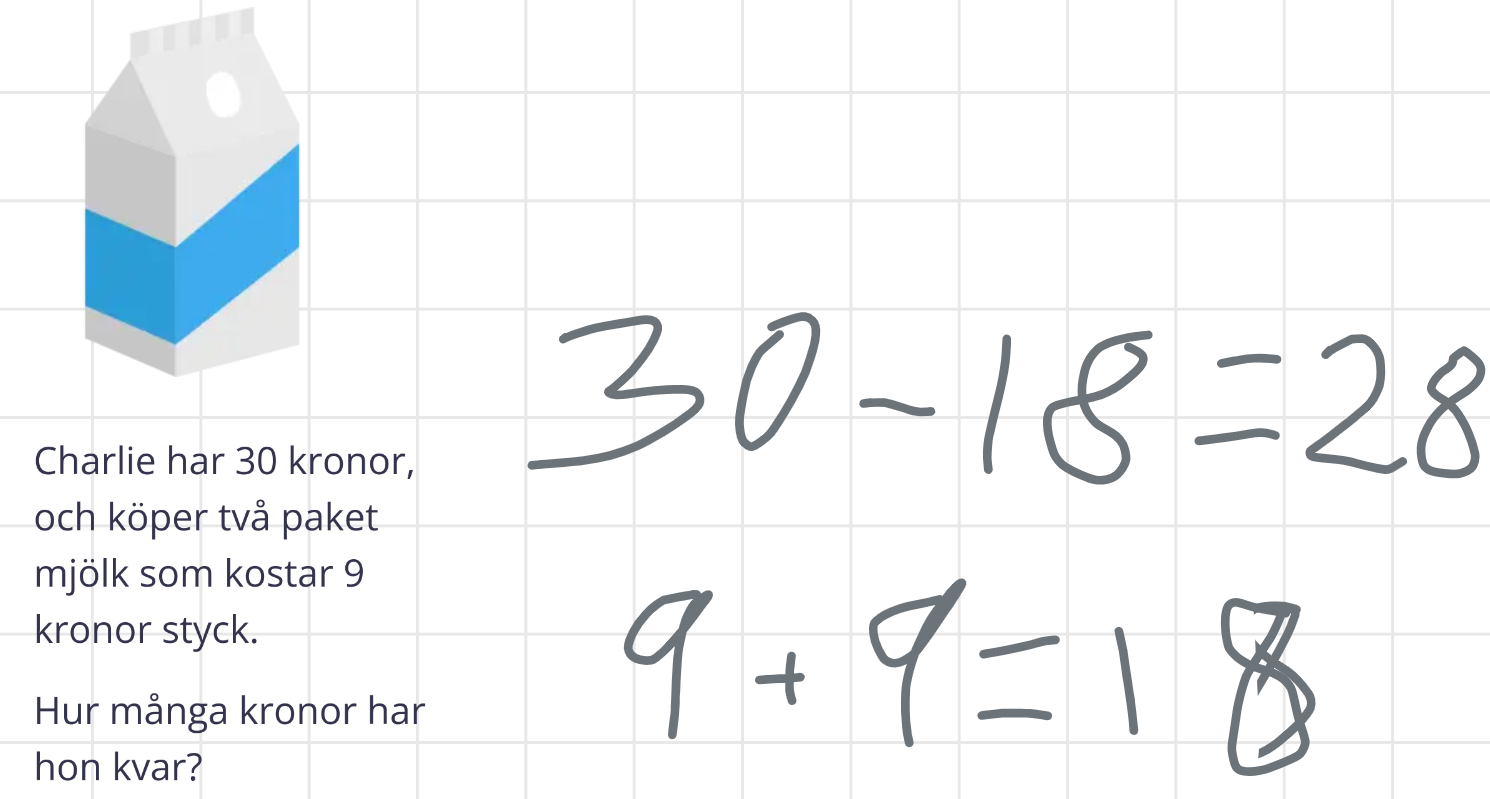 Charlie har 30 kronor,
och köper två paket
mjölk som kostar 9
kronor styck.
Hur många kronor har
hon kvar?
30-18=28
9+9=18